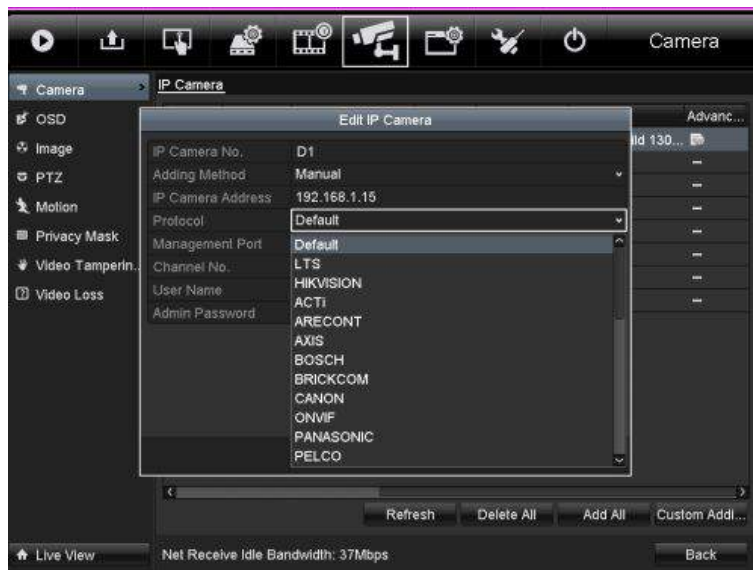 Camera
Camera
OSD
Image
PTZ
Motion
Privacy Mask
Video Tamperin..
Video Loss
Live View
IP Camera
Advanc...
ild 130...
Edit IP Camera
IP Camera No. D1
Adding Method Manual
IP Camera Address 192.168.1.15
Protocol Default
Management Port
Channel No.
User Name
Admin Password
Default
LTS
HIKVISION
ACTi
ARECONT
AXIS
BOSCH
BRICKCOM
CANON
ONVIF
PANASONIC
PELCO
Refresh Delete All Add All Custom Addi...
Net Receive Idle Bandwidth: 37Mbps
Back